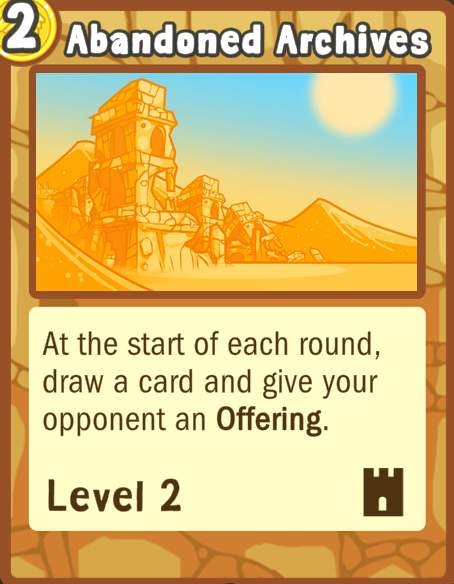 2
Abandoned Archives
At the start of each round,
draw a card and give your
opponent an Offering.
Level 2